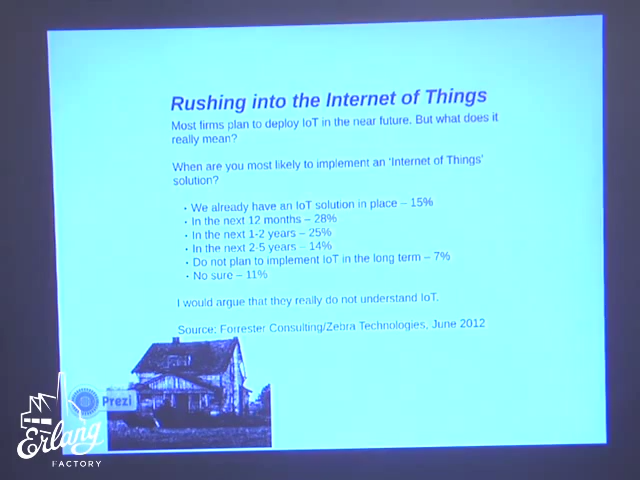 Rushing into the Internet of Things
Most firms plan to deploy IoT in the near future. But what does it
really mean?
When are you most likely to implement an 'Internet of Things'
solution?
• We already have an IoT solution in place – 15%
• In the next 12 months – 28%
• In the next 1-2 years – 25%
• In the next 2-5 years – 14%
• Do not plan to implement IoT in the long term – 7%
• No sure – 11%
I would argue that they really do not understand IoT.
Source: Forrester Consulting/Zebra Technologies, June 2012
Prezi
Erlang
FACTORY